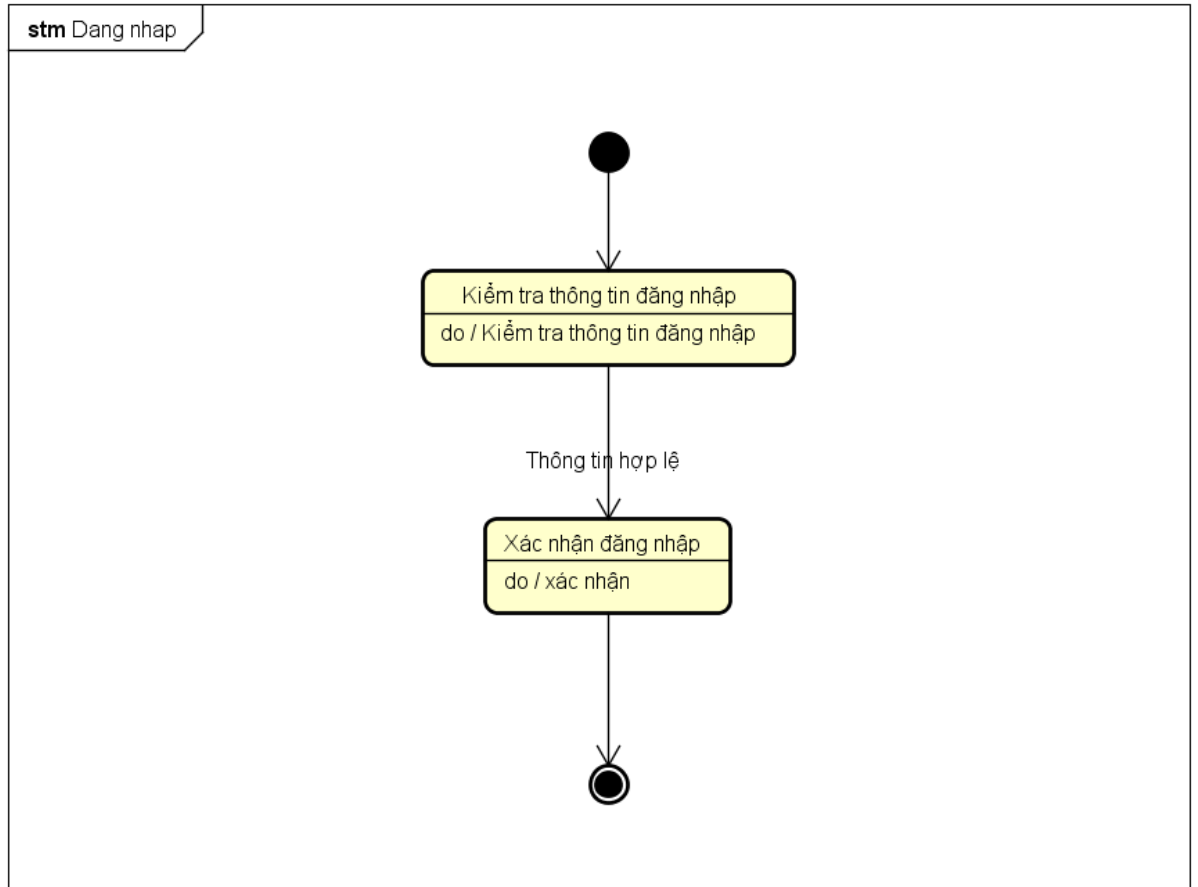 stm Dang nhap
Kiểm tra thông tin đăng nhập
do / Kiểm tra thông tin đăng nhập
Thông tin hợp lệ
Xác nhận đăng nhập
do / xác nhận